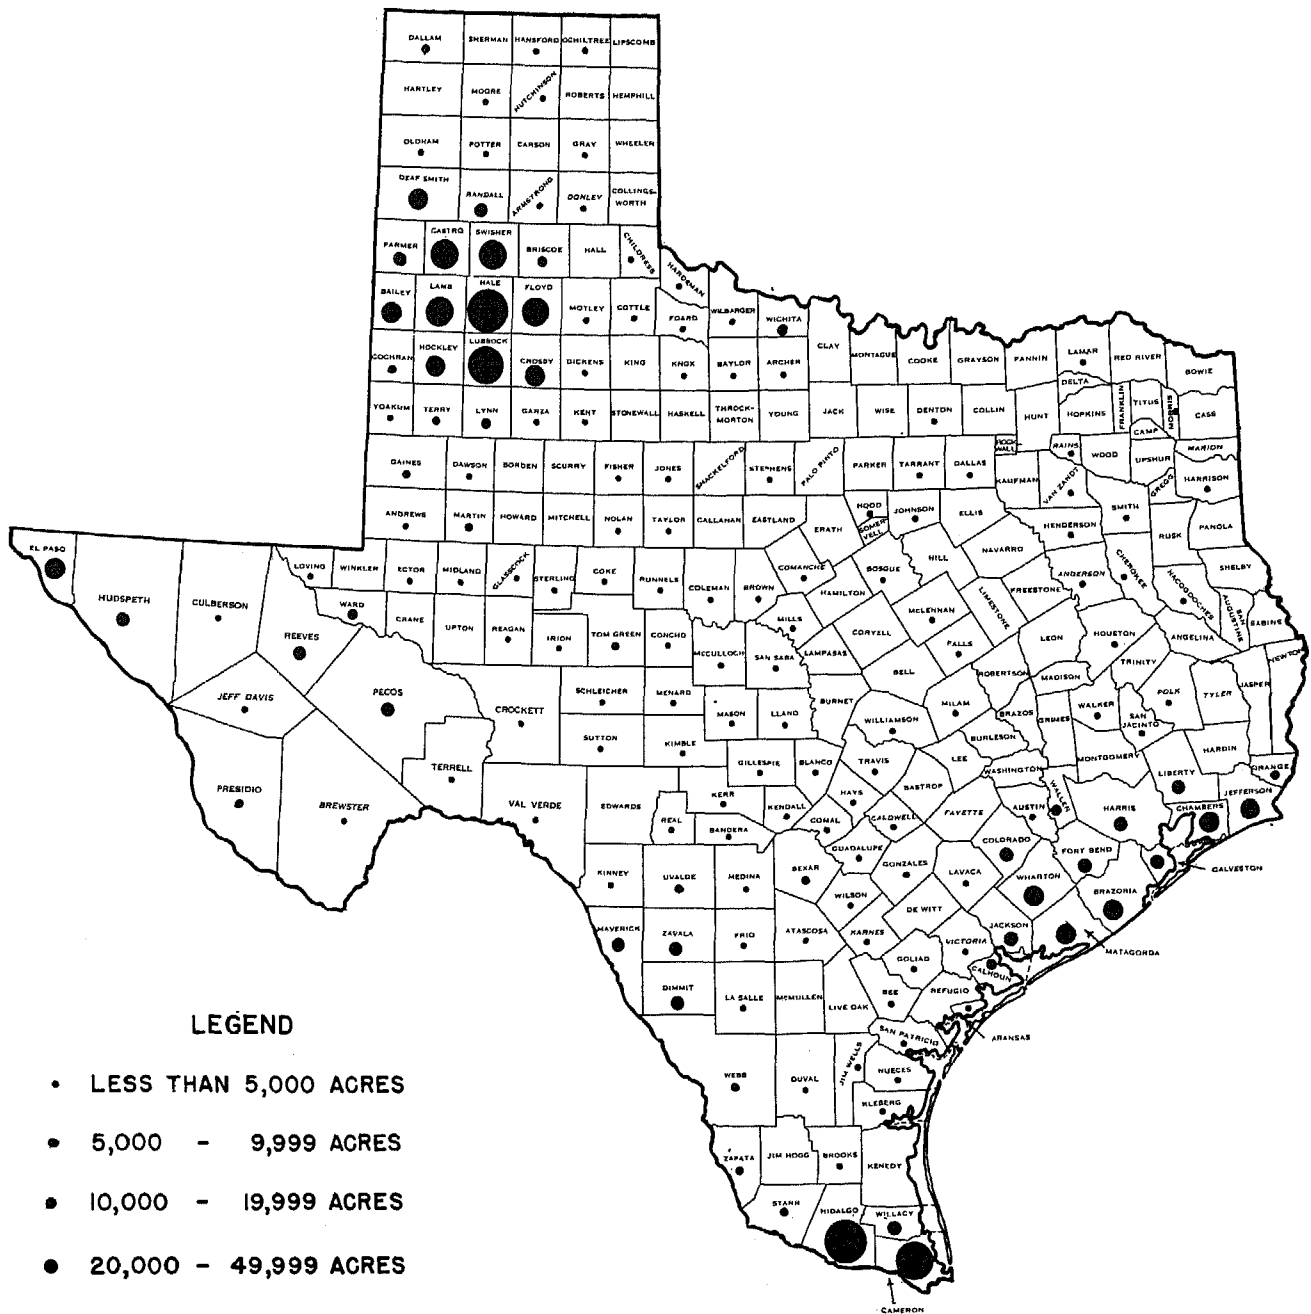 DALLAM SHERMAN HANSFORD OCHILTREE LIPSCOMB
HARTLEY MOORE HUTCHINSON ROBERTS HEMPHILL
OLDHAM POTTER CARSON GRAY WHEELER
DEAF SMITH RANDALL ARMSTRONG DONLEY COLLINGS-
WORTH
PARMER CASTRO SWISHER BRISCOE HALL CHILDRESS
HARDEMAN
BAILEY LAMB HALE FLOYD MOTLEY COTTLE FOARD WILBARGER WICHITA
COCHRAN HOCKLEY LUBBOCK CROSBY DICKENS KING KNOX BAYLOR ARCHER CLAY MONTAGUE COOKE GRAYSON FANNIN LAMAR RED RIVER BOWIE
DELTA
YOAKUM TERRY LYNN GARZA KENT STONEWALL HASKELL THROCK-
MORTON YOUNG JACK WISE DENTON COLLIN HUNT HOPKINS FRANKLIN TITUS MORRIS CASS
CAMP
GAINES DAWSON BORDEN SCURRY FISHER JONES SHACKELFORD STEPHENS PALO PINTO PARKER TARRANT DALLAS ROCK
WALL KAUFMAN RAINS VAN ZANDT WOOD UPSHUR GREGG MARION HARRISON
ANDREWS MARTIN HOWARD MITCHELL NOLAN TAYLOR CALLAHAN EASTLAND ERATH HOOD SOMER
VELL JOHNSON ELLIS HENDERSON SMITH RUSK PANOLA
EL PASO HUDSPETH CULBERSON LOVING WINKLER ECTOR MIDLAND GLASSCOCK STERLING COKE RUNNELS COLEMAN BROWN COMANCHE BOSQUE HILL NAVARRO ANDERSON CHEROKEE NACOGDOCHES SHELBY
REEVES WARD CRANE UPTON REAGAN IRION TOM GREEN CONCHO MCCULLOCH SAN SABA MILLS HAMILTON MCLENNAN LIMESTONE FREESTONE SAN
AUGUSTINE SABINE
LAMPASAS CORYELL FALLS LEON HOUSTON ANGELINA NEWTON
JEFF DAVIS PECOS CROCKETT SCHLEICHER MENARD MASON LLANO BURNET BELL ROBERTSON MADISON TRINITY POLK TYLER JASPER
SUTTON KIMBLE WILLIAMSON MILAM BRAZOS GRIMES WALKER SAN
JACINTO HARDIN
PRESIDIO BREWSTER TERRELL VAL VERDE EDWARDS GILLESPIE BLANCO TRAVIS LEE BURLESON WASHINGTON MONTGOMERY LIBERTY ORANGE
REAL KERR BANDERA KENDALL HAYS COMAL CALDWELL BASTROP FAYETTE AUSTIN WALLER HARRIS CHAMBERS JEFFERSON
KINNEY UVALDE MEDINA BEXAR GUADALUPE GONZALES LAVACA COLORADO WHARTON FORT BEND BRAZORIA GALVESTON
MAVERICK ZAVALA FRIO ATASCOSA WILSON KARNES DE WITT VICTORIA JACKSON MATAGORDA
GOLIAD CALHOUN
DIMMIT LA SALLE MCMULLEN LIVE OAK BEE REFUGIO
SAN PATRICIO ARANSAS
WEBB DUVAL JIM WELLS NUECES
KLEBERG
ZAPATA JIM HOGG BROOKS KENEDY
STARR HIDALGO WILLACY
CAMERON
LEGEND
LESS THAN 5,000 ACRES
5,000 - 9,999 ACRES
10,000 - 19,999 ACRES
20,000 - 49,999 ACRES